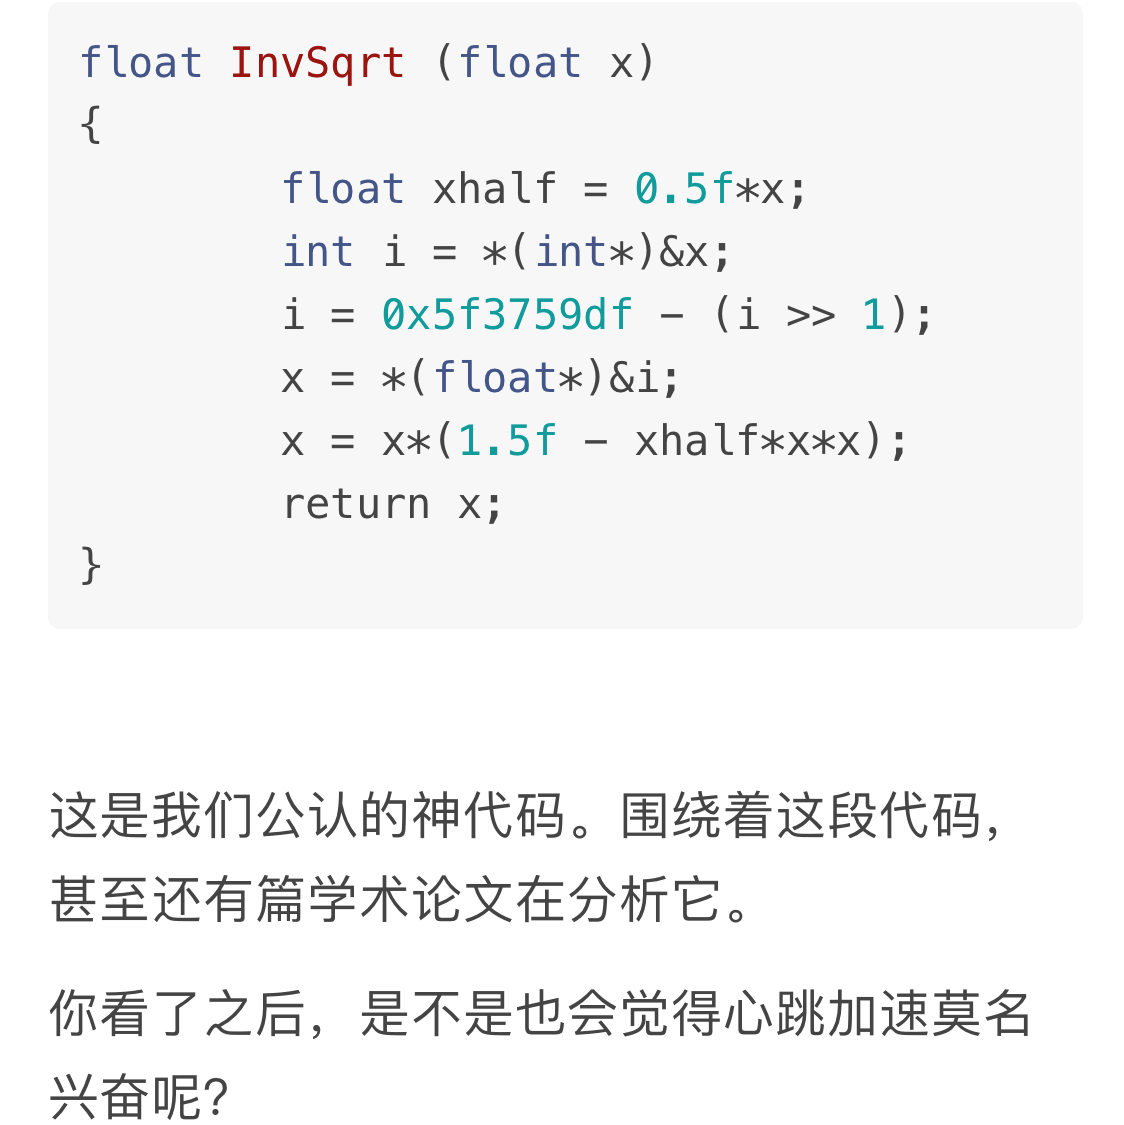 float InvSqrt (float x)
{
        float xhalf = 0.5f*x;
        int i = *(int*)&x;
        i = 0x5f3759df - (i >> 1);
        x = *(float*)&i;
        x = x*(1.5f - xhalf*x*x);
        return x;
}
这是我们公认的神代码。围绕着这段代码，
甚至还有篇学术论文在分析它。
你看了之后，是不是也会觉得心跳加速莫名
兴奋呢？